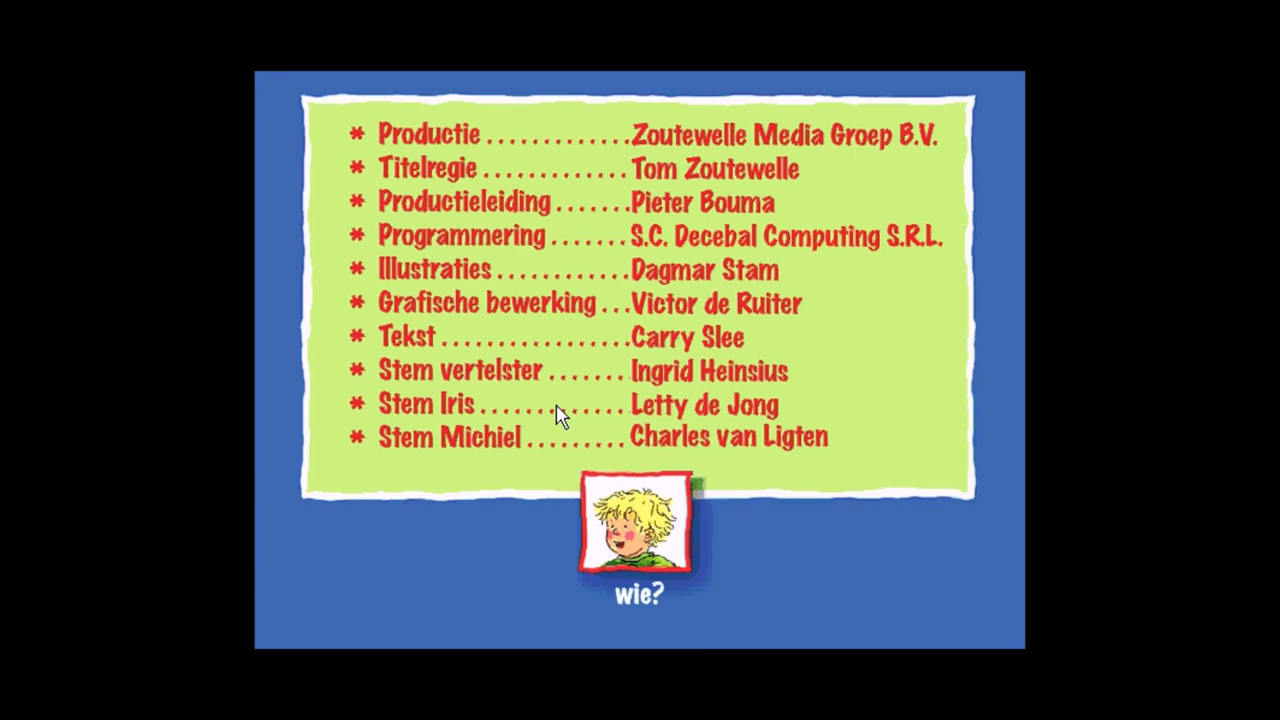 * Productie .............Zoutewelle Media Groep B.V.
* Titelregie .............Tom Zoutewelle
* Productieleiding .......Pieter Bouma
* Programmering .......S.C. Decebal Computing S.R.L.
* Illustraties ............Dagmar Stam
* Grafische bewerking ...Victor de Ruiter
* Tekst .................Carry Slee
* Stem vertelster .......Ingrid Heinsius
* Stem Iris .............Letty de Jong
* Stem Michiel .........Charles van Ligten
wie?